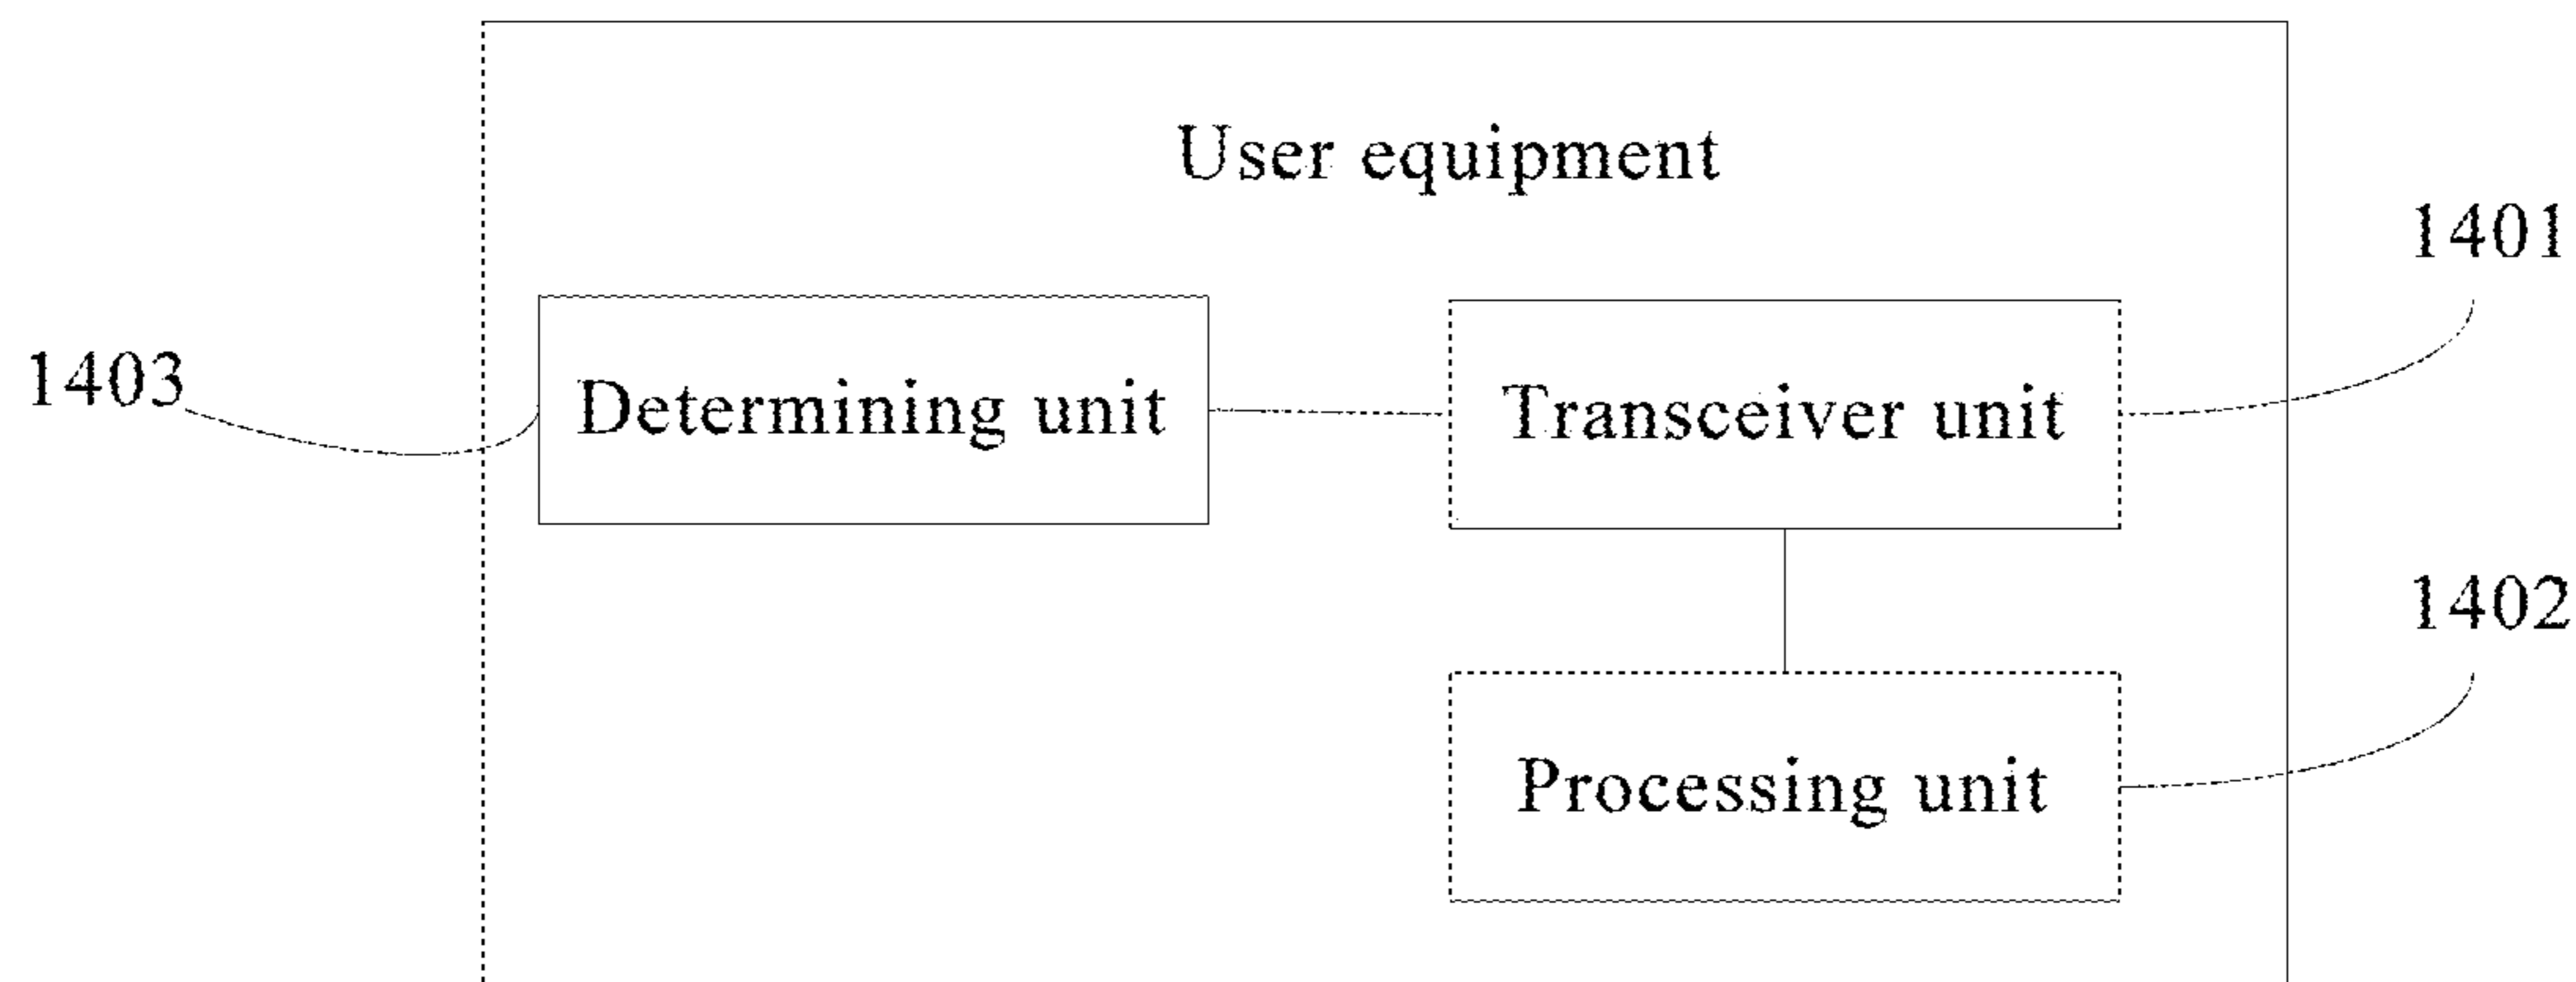 User equipment
1401
1403
Determining unit
Transceiver unit
1402
Processing unit